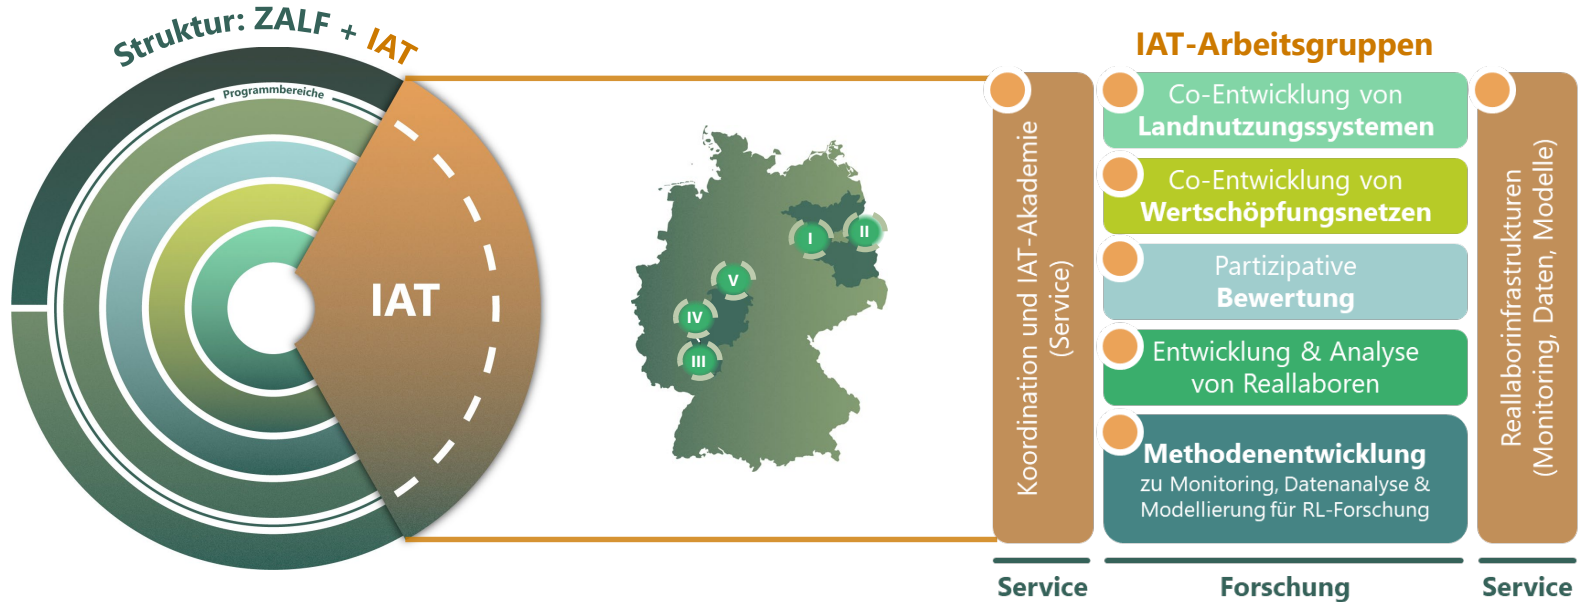 Struktur: ZALF + IAT
Programmbereiche
IAT
I
II
V
IV
III
IAT-Arbeitsgruppen
Koordination und IAT-Akademie
(Service)
Co-Entwicklung von
Landnutzungssystemen
Co-Entwicklung von
Wertschöpfungsnetzen
Partizipative
Bewertung
Entwicklung & Analyse
von Reallaboren
Methodenentwicklung
zu Monitoring, Datenanalyse &
Modellierung für RL-Forschung
Reallaborinfrastrukturen
(Monitoring, Daten, Modelle)
Service
Forschung
Service